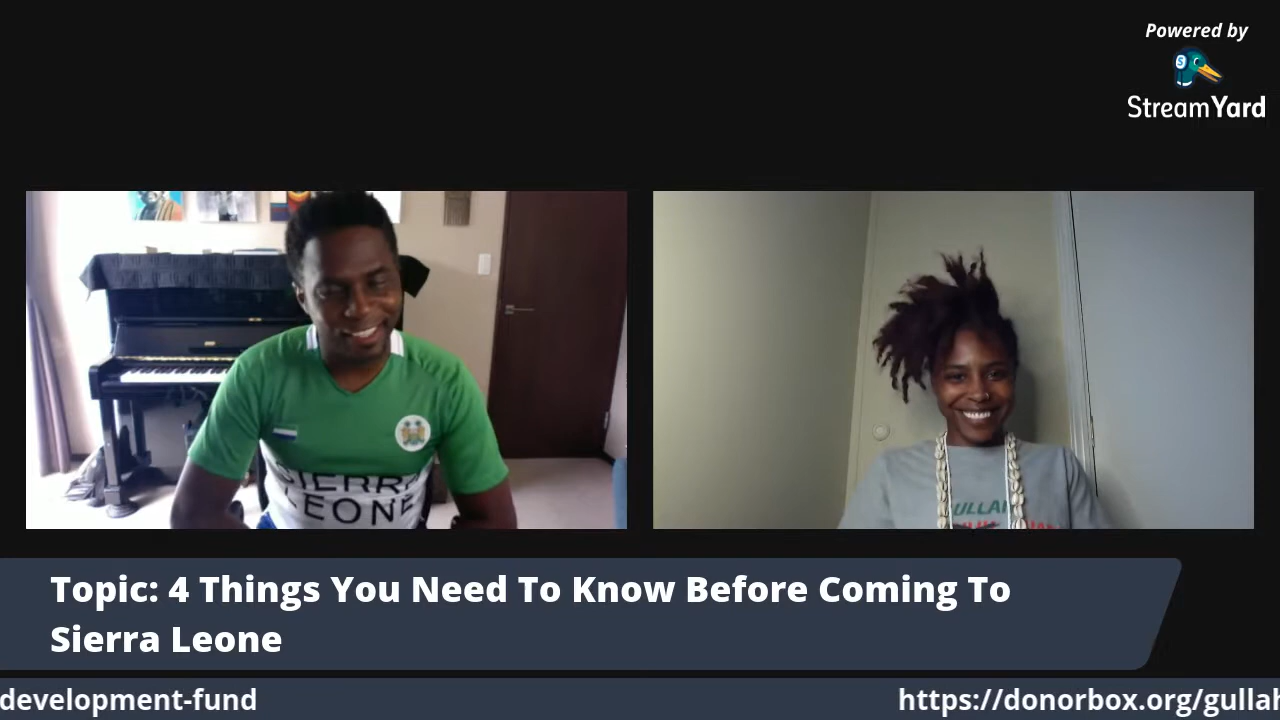 Powered by
StreamYard
SIERRA
LEONE
Topic: 4 Things You Need To Know Before Coming To
Sierra Leone
development-fund
https://donorbox.org/gullah